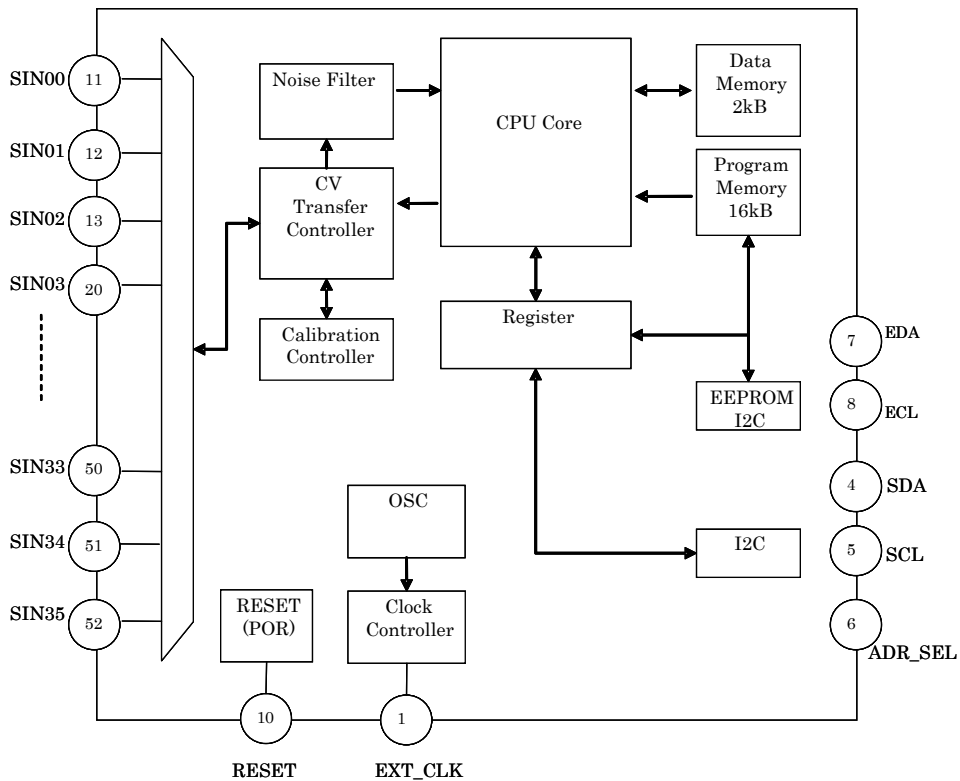 SIN00
11
SIN01
12
SIN02
13
SIN03
20
SIN33
50
SIN34
51
SIN35
52
Noise Filter
CV
Transfer
Controller
Calibration
Controller
CPU Core
Register
Data
Memory
2kB
Program
Memory
16kB
EEPROM
I2C
I2C
OSC
Clock
Controller
RESET
(POR)
7
EDA
8
ECL
4
SDA
5
SCL
6
ADR_SEL
10
RESET
1
EXT_CLK